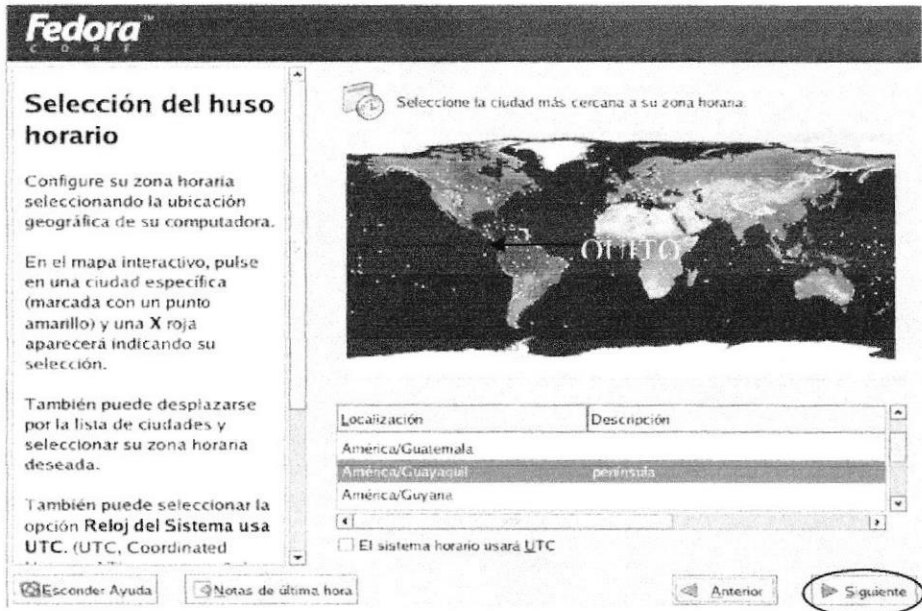 Fedora™
CORE
Selección del huso
horario
Configure su zona horaria
seleccionando la ubicación
geográfica de su computadora.
En el mapa interactivo, pulse
en una ciudad específica
(marcada con un punto
amarillo) y una X roja
aparecerá indicando su
selección.
También puede desplazarse
por la lista de ciudades y
seleccionar su zona horaria
deseada.
También puede seleccionar la
opción Reloj del Sistema usa
UTC. (UTC, Coordinated
Seleccione la ciudad más cercana a su zona horaria:
QUITO
Localización Descripción
América/Guatemala
América/Guayaquil península
América/Guyana
El sistema horario usará UTC
Esconder Ayuda Notas de última hora Anterior Siguiente